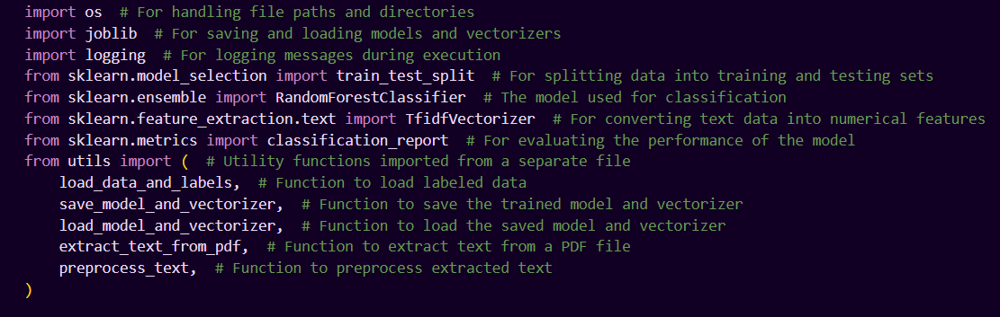 import os  # For handling file paths and directories
import joblib  # For saving and loading models and vectorizers
import logging  # For logging messages during execution
from sklearn.model_selection import train_test_split  # For splitting data into training and testing sets
from sklearn.ensemble import RandomForestClassifier  # The model used for classification
from sklearn.feature_extraction.text import TfidfVectorizer  # For converting text data into numerical features
from sklearn.metrics import classification_report  # For evaluating the performance of the model
from utils import (  # Utility functions imported from a separate file
    load_data_and_labels,  # Function to load labeled data
    save_model_and_vectorizer,  # Function to save the trained model and vectorizer
    load_model_and_vectorizer,  # Function to load the saved model and vectorizer
    extract_text_from_pdf,  # Function to extract text from a PDF file
    preprocess_text,  # Function to preprocess extracted text
)